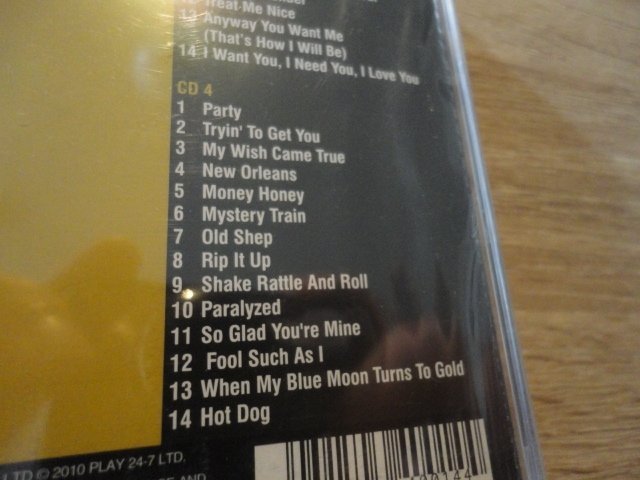 Treat Me Nice
13 Anyway You Want Me
(That's How I Will Be)
14 I Want You, I Need You, I Love You
CD 4
1 Party
2 Tryin' To Get You
3 My Wish Came True
4 New Orleans
5 Money Honey
6 Mystery Train
7 Old Shep
8 Rip It Up
9 Shake Rattle And Roll
10 Paralyzed
11 So Glad You're Mine
12 Fool Such As I
13 When My Blue Moon Turns To Gold
14 Hot Dog
LTD © 2010 PLAY 24-7 LTD.
AND